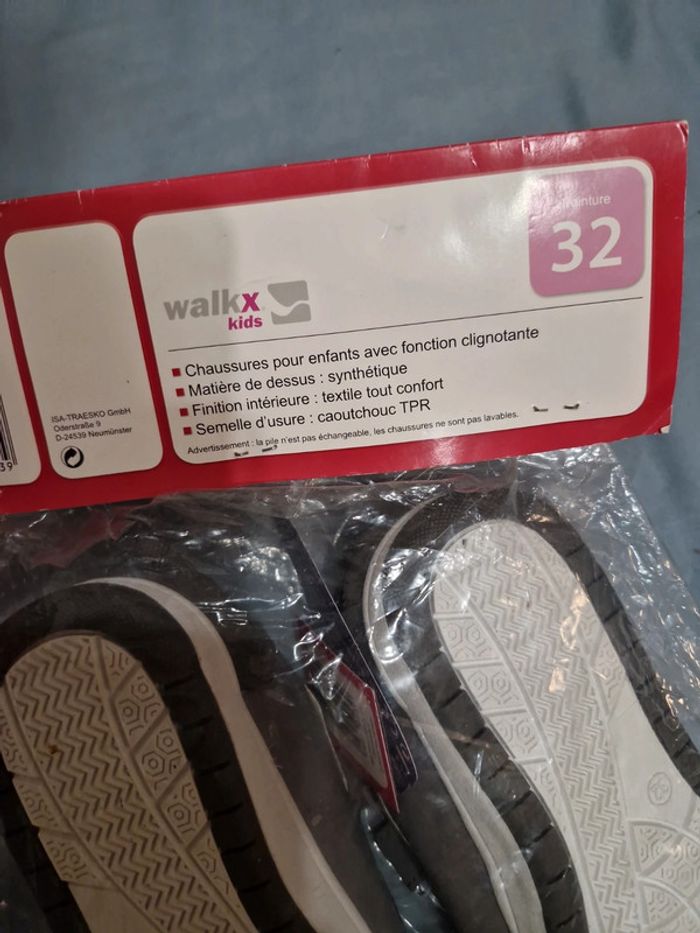 32
walkx
kids
Chaussures pour enfants avec fonction clignotante
Matière de dessus : synthétique
Finition intérieure : textile tout confort
Semelle d'usure : caoutchouc TPR
Avertissement : la pile n'est pas échangeable, les chaussures ne sont pas lavables.
ISA-TRAESKO GmbH
Oderstraße 9
D-24539 Neumünster
39